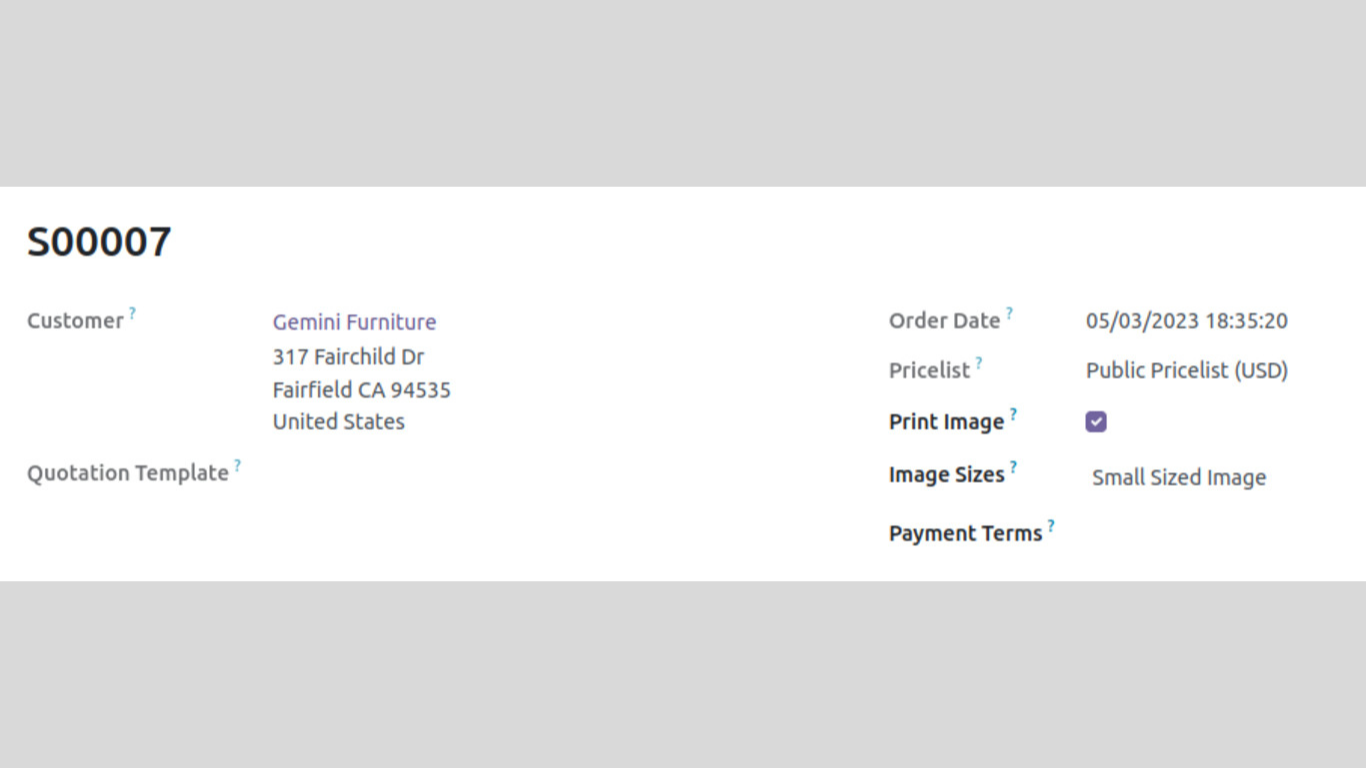 S00007
Customer ?
Gemini Furniture
317 Fairchild Dr
Fairfield CA 94535
United States
Quotation Template ?
Order Date ? 05/03/2023 18:35:20
Pricelist ? Public Pricelist (USD)
Print Image ?
Image Sizes ? Small Sized Image
Payment Terms ?